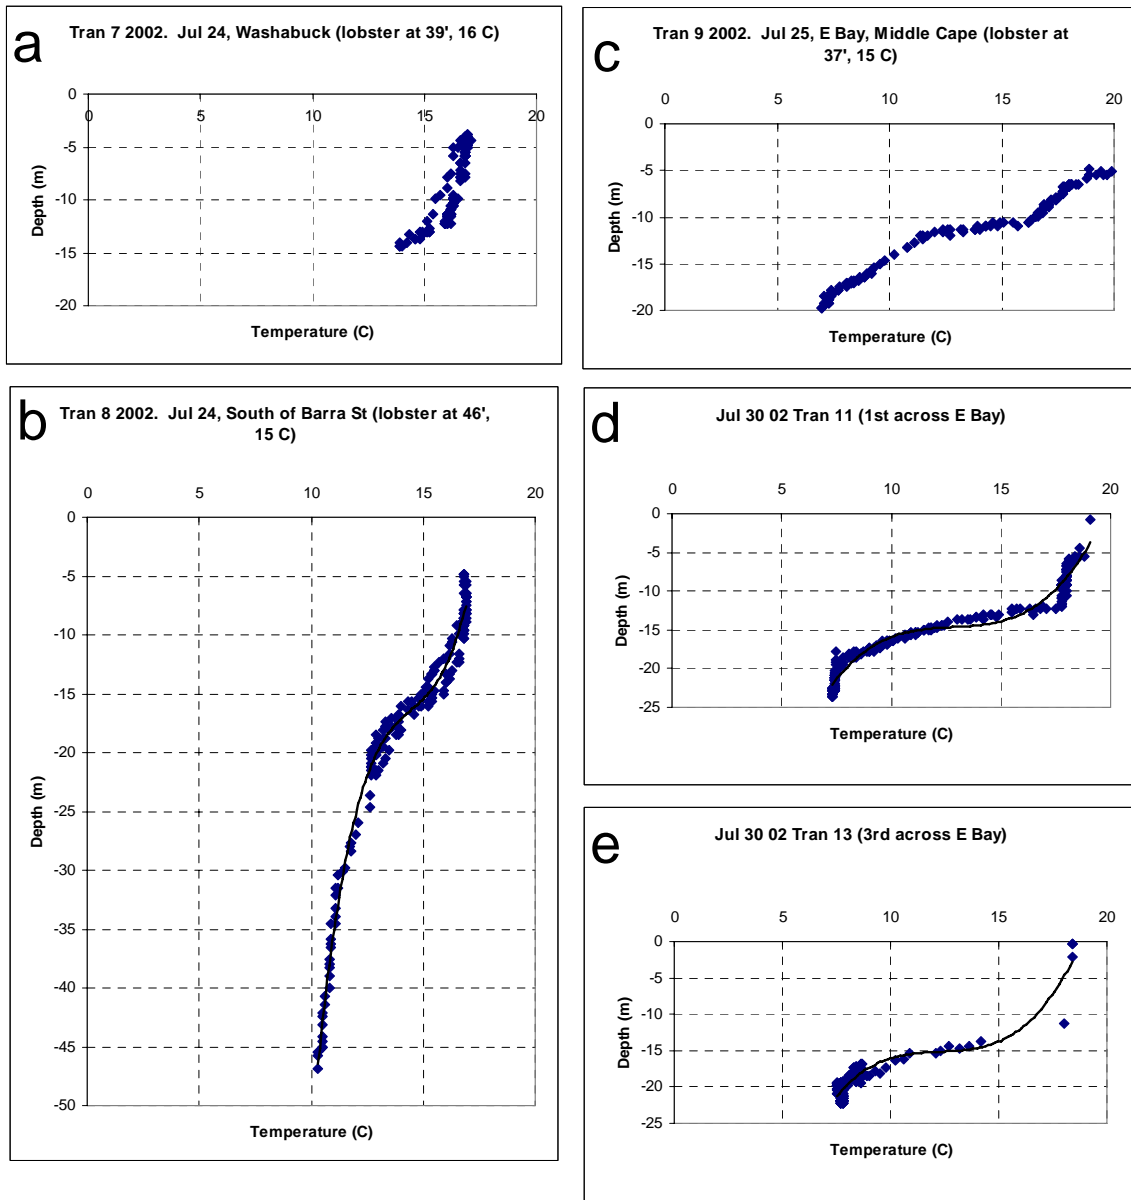 a
Tran 7 2002.  Jul 24, Washabuck (lobster at 39', 16 C)
0
0 5 10 15 20
-5
-10
-15
-20
Depth (m)
Temperature (C)
b
Tran 8 2002.  Jul 24, South of Barra St (lobster at 46',
15 C)
0 5 10 15 20
0
-5
-10
-15
-20
-25
-30
-35
-40
-45
-50
Depth (m)
Temperature (C)
c
Tran 9 2002.  Jul 25, E Bay, Middle Cape (lobster at
37', 15 C)
0 5 10 15 20
0
-5
-10
-15
-20
Depth (m)
Temperature (C)
d
Jul 30 02 Tran 11 (1st across E Bay)
0 5 10 15 20
0
-5
-10
-15
-20
-25
Depth (m)
Temperature (C)
e
Jul 30 02 Tran 13 (3rd across E Bay)
0 5 10 15 20
0
-5
-10
-15
-20
-25
Depth (m)
Temperature (C)